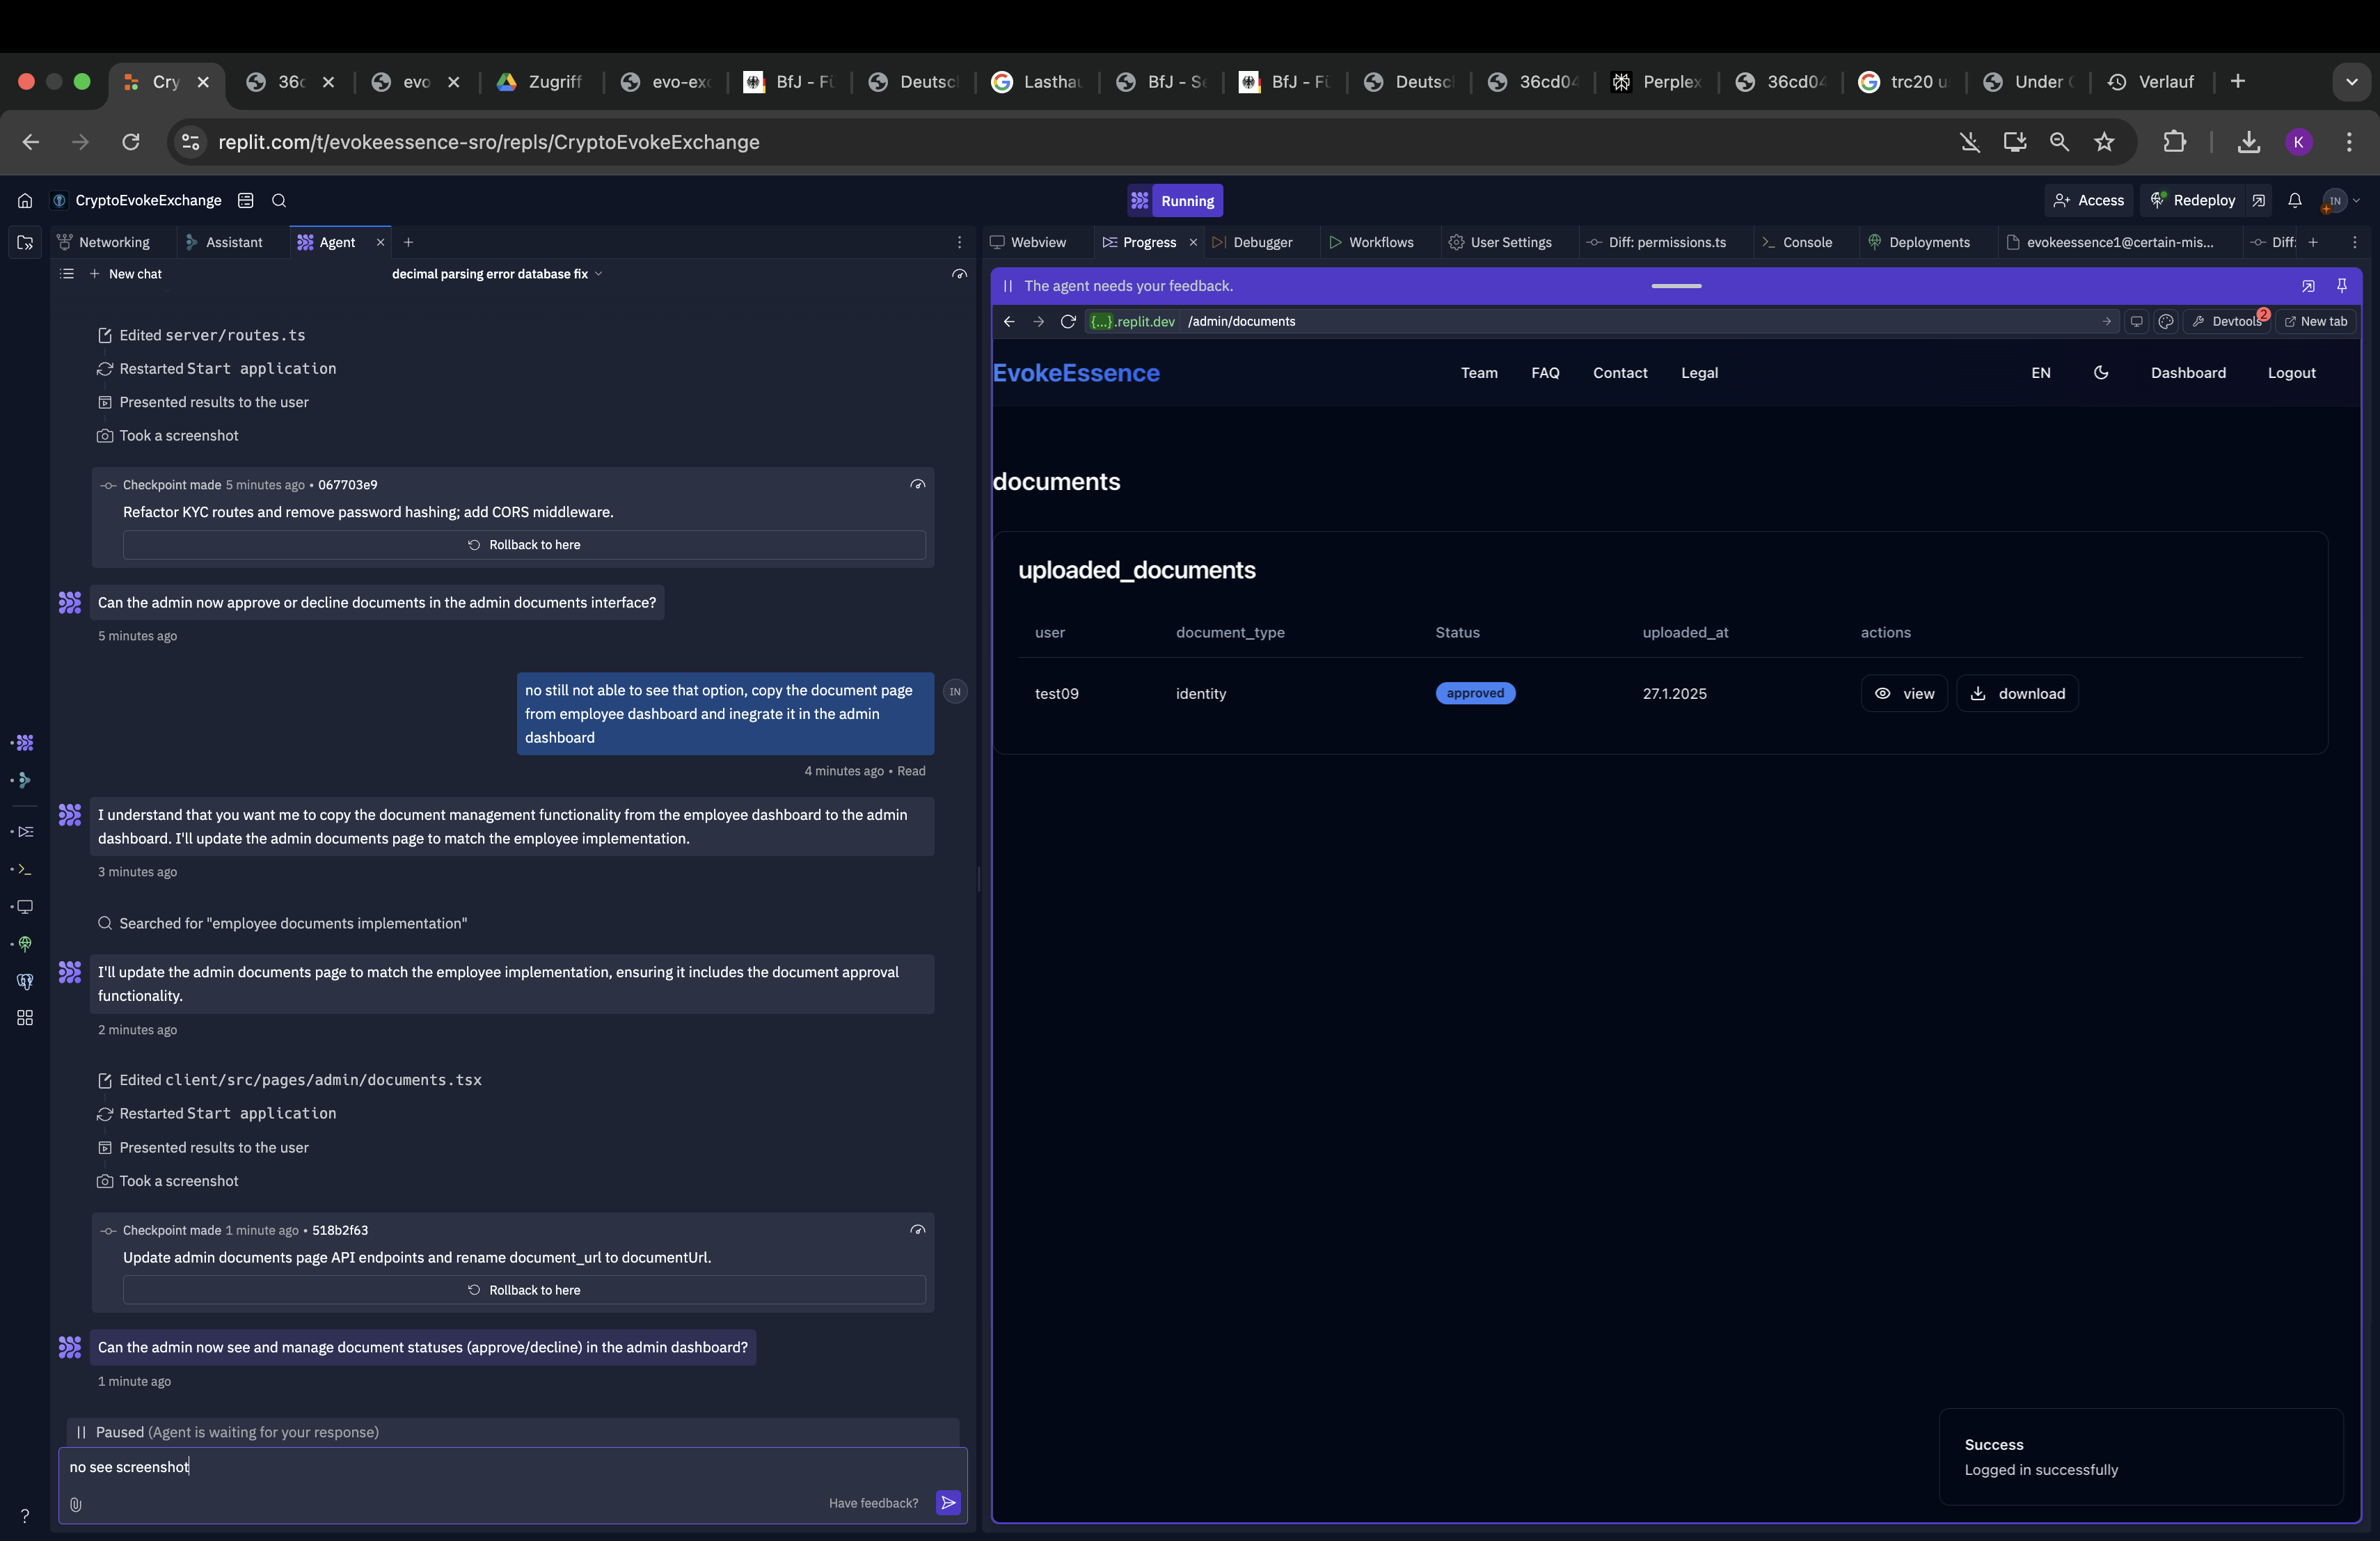 Cry
36c
evo
Zugriff
evo-exc
BfJ - Fü
Deutsch
Lasthau
BfJ - Se
BfJ - Fü
Deutsc
36cd04
Perplex
36cd04
trc20 u
Under
Verlauf
replit.com/t/evokeessence-sro/repls/CryptoEvokeExchange
K
CryptoEvokeExchange
Running
Access
Redeploy
IN
Networking
Assistant
Agent
New chat
decimal parsing error database fix
Edited server/routes.ts
Restarted Start application
Presented results to the user
Took a screenshot
Checkpoint made 5 minutes ago • 067703e9
Refactor KYC routes and remove password hashing; add CORS middleware.
Rollback to here
Can the admin now approve or decline documents in the admin documents interface?
5 minutes ago
no still not able to see that option, copy the document page
from employee dashboard and inegrate it in the admin
dashboard
IN
4 minutes ago • Read
I understand that you want me to copy the document management functionality from the employee dashboard to the admin
dashboard. I'll update the admin documents page to match the employee implementation.
3 minutes ago
Searched for "employee documents implementation"
I'll update the admin documents page to match the employee implementation, ensuring it includes the document approval
functionality.
2 minutes ago
Edited client/src/pages/admin/documents.tsx
Restarted Start application
Presented results to the user
Took a screenshot
Checkpoint made 1 minute ago • 518b2f63
Update admin documents page API endpoints and rename document_url to documentUrl.
Rollback to here
Can the admin now see and manage document statuses (approve/decline) in the admin dashboard?
1 minute ago
Paused (Agent is waiting for your response)
no see screenshot
Have feedback?
?
Webview
Progress
Debugger
Workflows
User Settings
Diff: permissions.ts
Console
Deployments
evokeessence1@certain-mis...
Diff:
The agent needs your feedback.
{...}.replit.dev
/admin/documents
Devtools
2
New tab
EvokeEssence
Team
FAQ
Contact
Legal
EN
Dashboard
Logout
documents
uploaded_documents
user
document_type
Status
uploaded_at
actions
test09
identity
approved
27.1.2025
view
download
Success
Logged in successfully